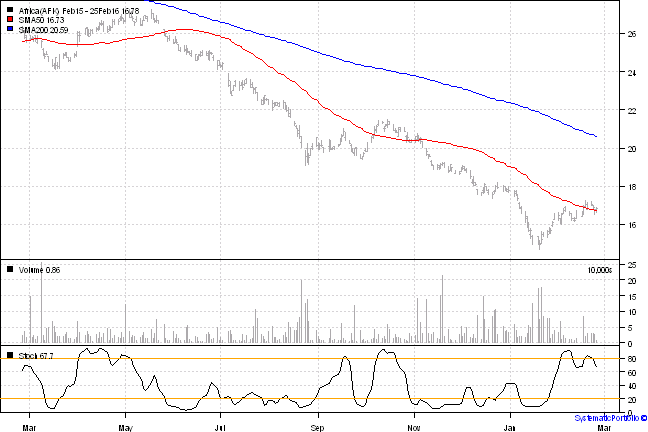 Africa(AFK) Feb15 - 25Feb16 16.78
SMA50 16.73
SMA200 20.59
26
24
22
20
18
16
Volume 0.86
10,000s
25
20
15
10
5
0
Stoch 67.7
80
60
40
20
0
Mar May Jul Sep Nov Jan Mar
SystematicPortfolio ©